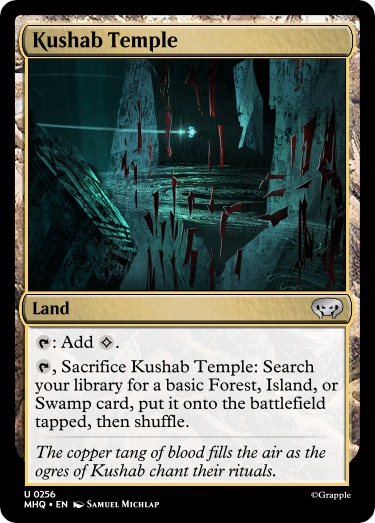 Kushab Temple
Land
: Add .
, Sacrifice Kushab Temple: Search
your library for a basic Forest, Island, or
Swamp card, put it onto the battlefield
tapped, then shuffle.
The copper tang of blood fills the air as the
ogres of Kushab chant their rituals.
U 0256
MHQ • EN Samuel Michlap
©Grapple